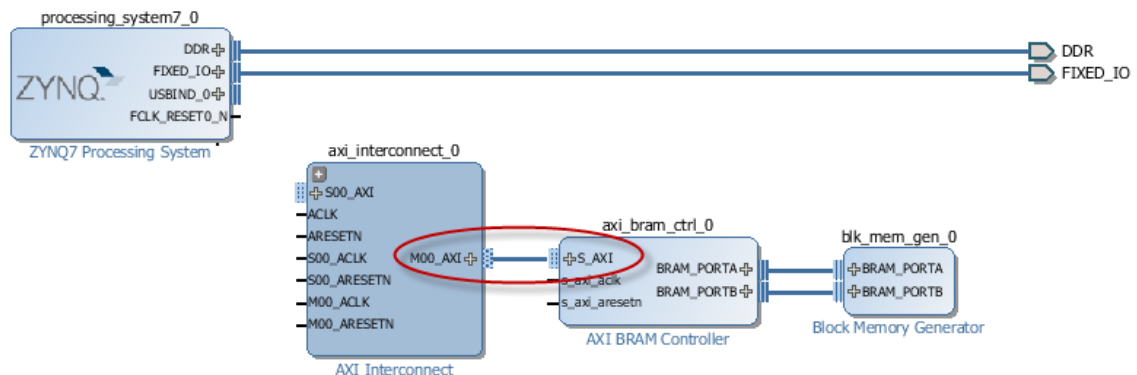 processing_system7_0
DDR
FIXED_IO
USBIND_0
FCLK_RESET0_N
ZYNQ
ZYNQ7 Processing System
DDR
FIXED_IO
axi_interconnect_0
S00_AXI
ACLK
ARESETN
S00_ACLK
S00_ARESETN
M00_ACLK
M00_ARESETN
M00_AXI
AXI Interconnect
axi_bram_ctrl_0
S_AXI
s_axi_aclk
s_axi_aresetn
BRAM_PORTA
BRAM_PORTB
AXI BRAM Controller
blk_mem_gen_0
BRAM_PORTA
BRAM_PORTB
Block Memory Generator